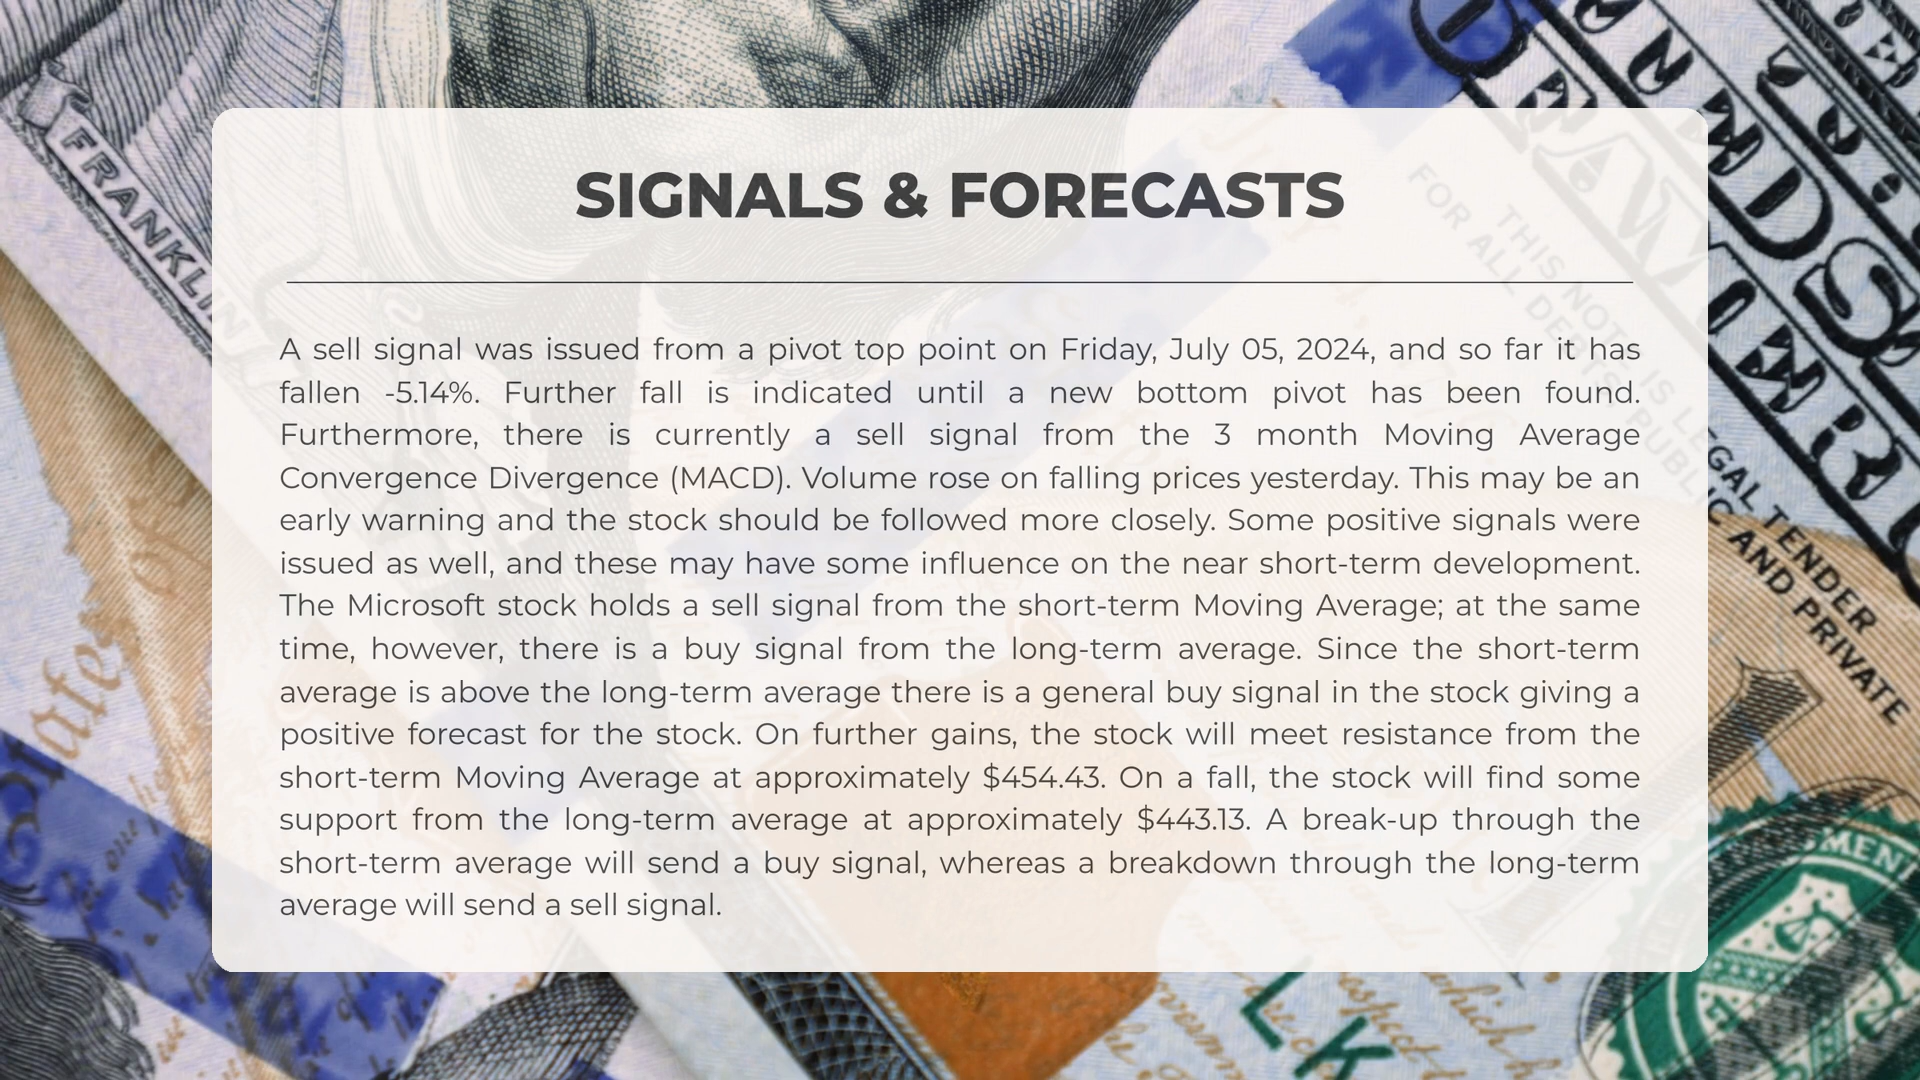 FRANKLIN
SIGNALS & FORECASTS
THIS NOTE IS LEGAL TENDER
FOR ALL DEBTS PUBLIC AND PRIVATE
A sell signal was issued from a pivot top point on Friday, July 05, 2024, and so far it has
fallen -5.14%. Further fall is indicated until a new bottom pivot has been found.
Furthermore, there is currently a sell signal from the 3 month Moving Average
Convergence Divergence (MACD). Volume rose on falling prices yesterday. This may be an
early warning and the stock should be followed more closely. Some positive signals were
issued as well, and these may have some influence on the near short-term development.
The Microsoft stock holds a sell signal from the short-term Moving Average; at the same
time, however, there is a buy signal from the long-term average. Since the short-term
average is above the long-term average there is a general buy signal in the stock giving a
positive forecast for the stock. On further gains, the stock will meet resistance from the
short-term Moving Average at approximately $454.43. On a fall, the stock will find some
support from the long-term average at approximately $443.13. A break-up through the
short-term average will send a buy signal, whereas a breakdown through the long-term
average will send a sell signal.